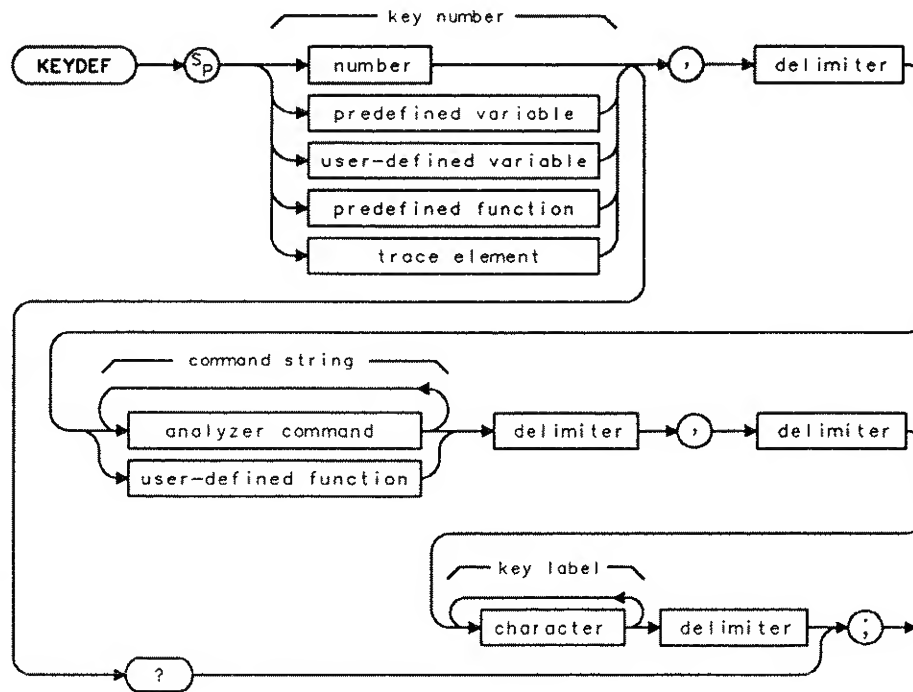 key number
KEYDEF SP number , delimiter
predefined variable
user-defined variable
predefined function
trace element
command string
analyzer command delimiter , delimiter
user-defined function
key label
character delimiter ;
?